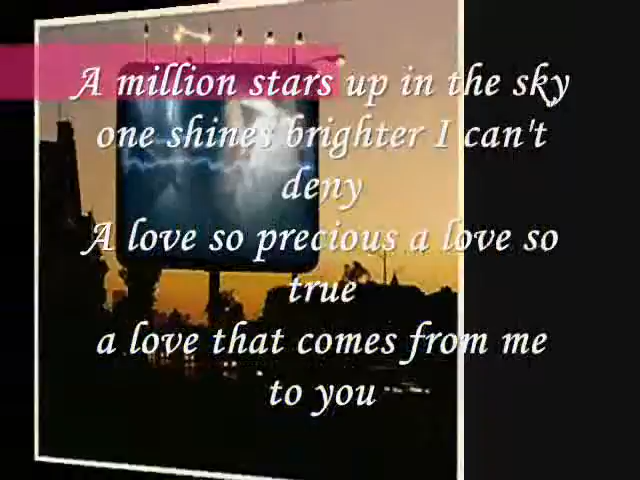 A million stars up in the sky
one shines brighter I can't
deny
A love so precious a love so
true
a love that comes from me
to you